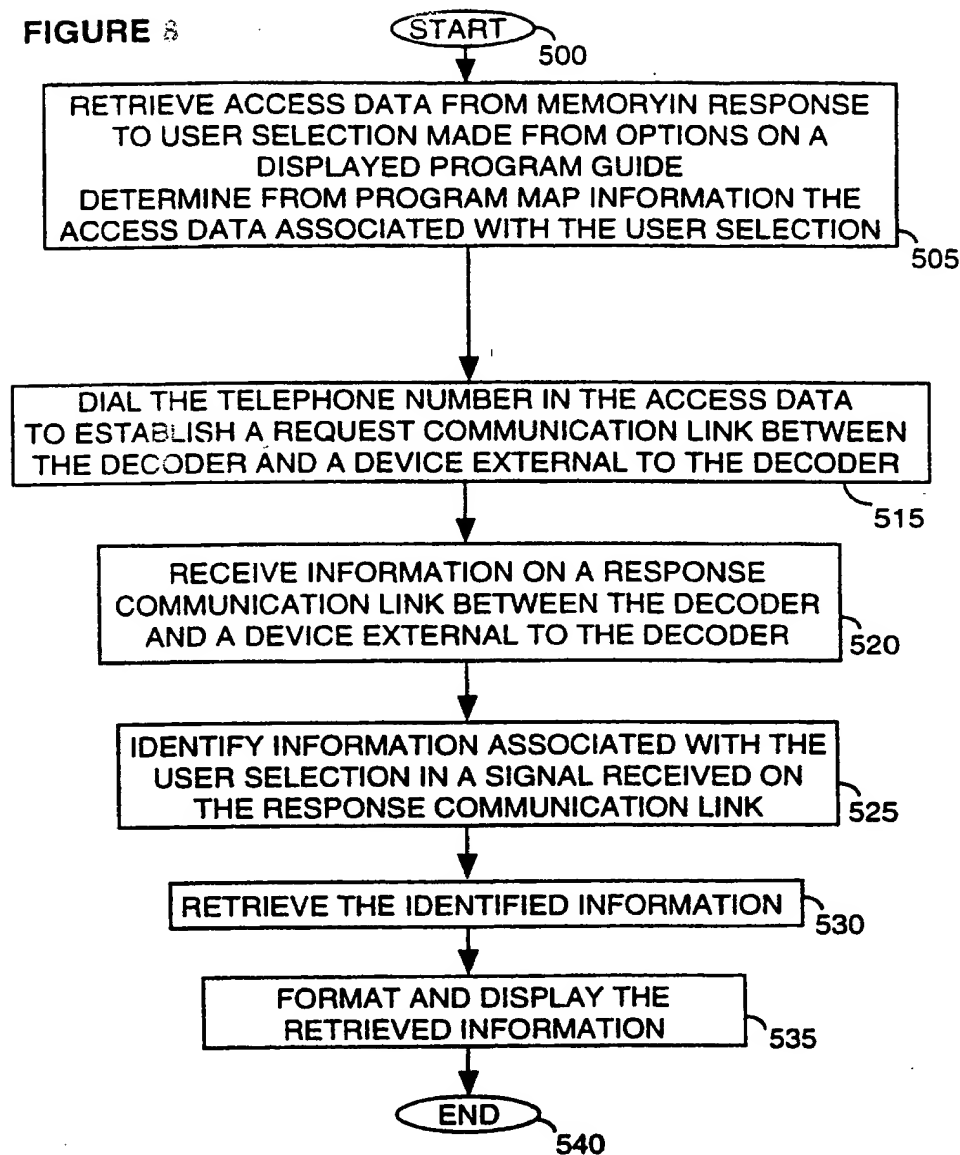 FIGURE 8
START
500
RETRIEVE ACCESS DATA FROM MEMORYIN RESPONSE
TO USER SELECTION MADE FROM OPTIONS ON A
DISPLAYED PROGRAM GUIDE
DETERMINE FROM PROGRAM MAP INFORMATION THE
ACCESS DATA ASSOCIATED WITH THE USER SELECTION
505
DIAL THE TELEPHONE NUMBER IN THE ACCESS DATA
TO ESTABLISH A REQUEST COMMUNICATION LINK BETWEEN
THE DECODER AND A DEVICE EXTERNAL TO THE DECODER
515
RECEIVE INFORMATION ON A RESPONSE
COMMUNICATION LINK BETWEEN THE DECODER
AND A DEVICE EXTERNAL TO THE DECODER
520
IDENTIFY INFORMATION ASSOCIATED WITH THE
USER SELECTION IN A SIGNAL RECEIVED ON
THE RESPONSE COMMUNICATION LINK
525
RETRIEVE THE IDENTIFIED INFORMATION
530
FORMAT AND DISPLAY THE
RETRIEVED INFORMATION
535
END
540